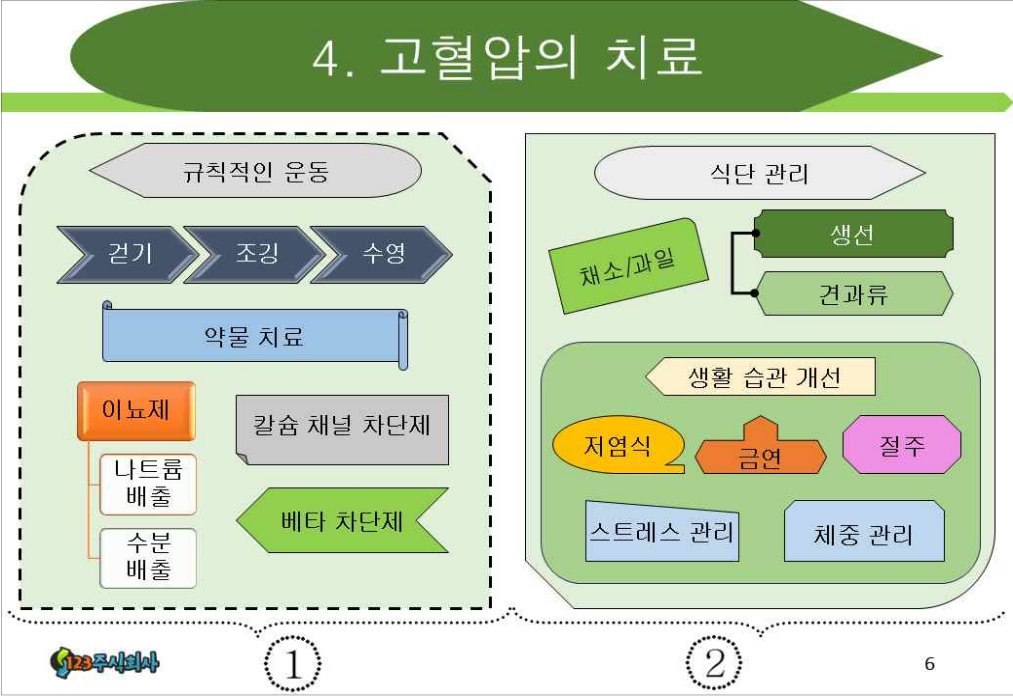 4. 고혈압의 치료
규칙적인 운동
걷기
조깅
수영
약물 치료
이뇨제
나트륨
배출
수분
배출
칼슘 채널 차단제
베타 차단제
식단 관리
채소/과일
생선
견과류
생활 습관 개선
저염식
금연
절주
스트레스 관리
체중 관리
123주식회사
1
2
6